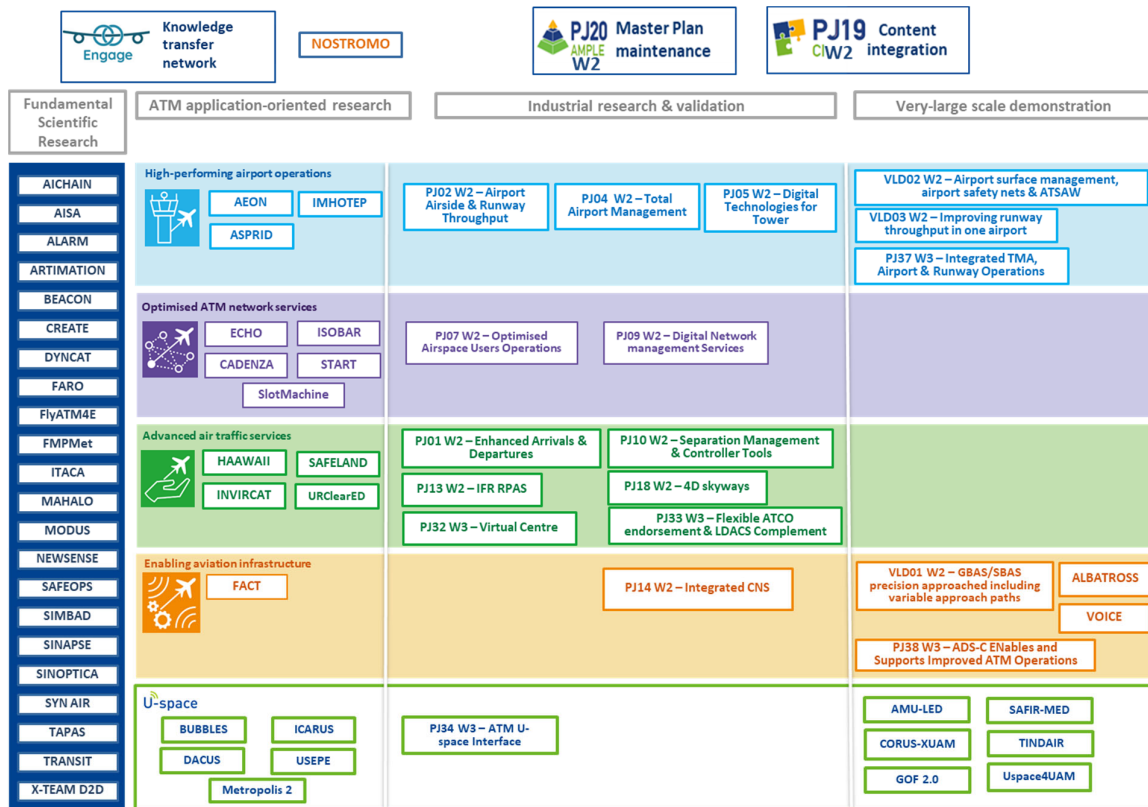 Engage
Knowledge
transfer
network
NOSTROMO
PJ20
AMPLE
W2
Master Plan
maintenance
PJ19
CIW2
Content
integration
Fundamental
Scientific
Research
ATM application-oriented research
Industrial research & validation
Very-large scale demonstration
AICHAIN
AISA
ALARM
ARTIMATION
BEACON
CREATE
DYNCAT
FARO
FlyATM4E
FMPMet
ITACA
MAHALO
MODUS
NEWSENSE
SAFEOPS
SIMBAD
SINAPSE
SINOPTICA
SYN AIR
TAPAS
TRANSIT
X-TEAM D2D
High-performing airport operations
AEON
IMHOTEP
ASPRID
PJ02 W2 – Airport
Airside & Runway
Throughput
PJ04 W2 – Total
Airport Management
PJ05 W2 – Digital
Technologies for
Tower
VLD02 W2 – Airport surface management,
airport safety nets & ATSAW
VLD03 W2 – Improving runway
throughput in one airport
PJ37 W3 – Integrated TMA,
Airport & Runway Operations
Optimised ATM network services
ECHO
ISOBAR
CADENZA
START
SlotMachine
PJ07 W2 – Optimised
Airspace Users Operations
PJ09 W2 – Digital Network
management Services
Advanced air traffic services
HAAWAII
SAFELAND
INVIRCAT
URClearED
PJ01 W2 – Enhanced Arrivals &
Departures
PJ10 W2 – Separation Management
& Controller Tools
PJ13 W2 – IFR RPAS
PJ18 W2 – 4D skyways
PJ32 W3 – Virtual Centre
PJ33 W3 – Flexible ATCO
endorsement & LDACS Complement
Enabling aviation infrastructure
FACT
PJ14 W2 – Integrated CNS
VLD01 W2 – GBAS/SBAS
precision approached including
variable approach paths
ALBATROSS
VOICE
PJ38 W3 – ADS-C ENables and
Supports Improved ATM Operations
U-space
BUBBLES
ICARUS
DACUS
USEPE
Metropolis 2
PJ34 W3 – ATM U-
space Interface
AMU-LED
SAFIR-MED
CORUS-XUAM
TINDAIR
GOF 2.0
Uspace4UAM